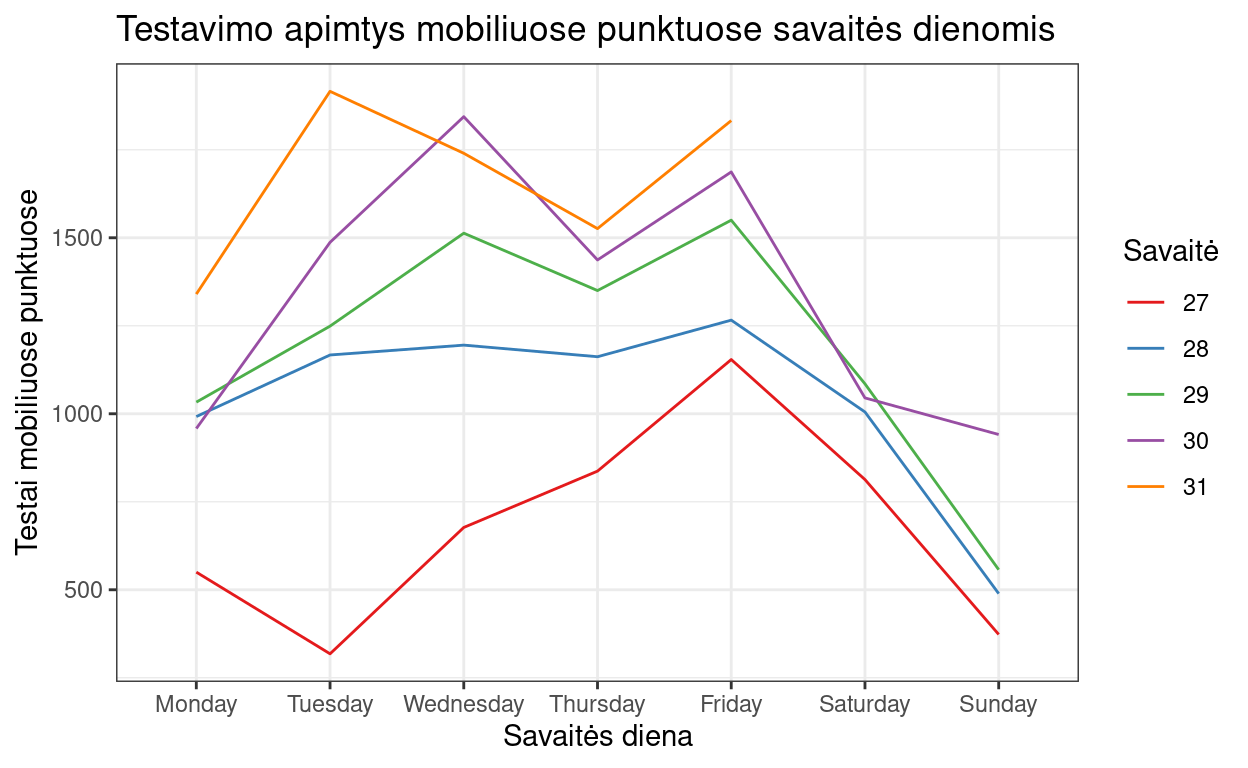 Testavimo apimtys mobiliuose punktuose savaitės dienomis
Testai mobiliuose punktuose
1500
1000
500
Monday Tuesday Wednesday Thursday Friday Saturday Sunday
Savaitės diena
Savaitė
27
28
29
30
31